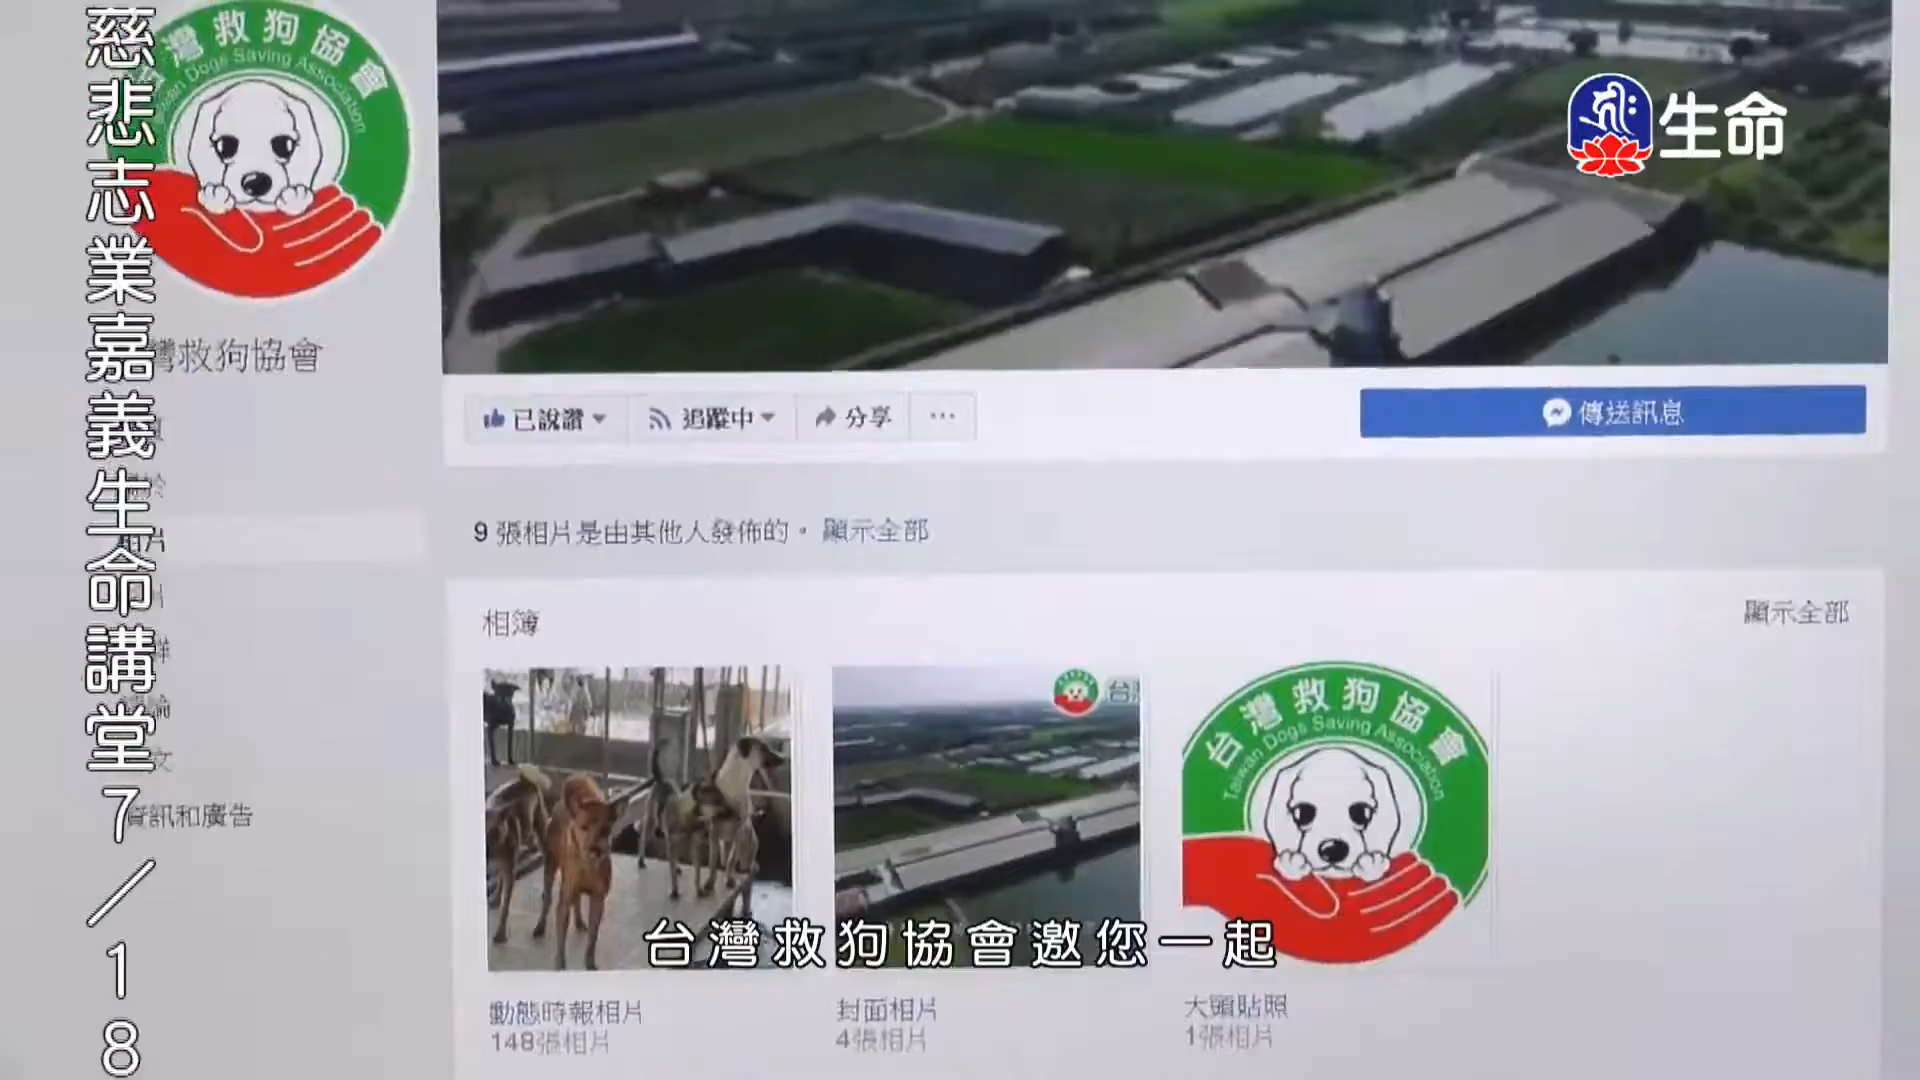 慈悲志業嘉義生命講堂7/18
台灣救狗協會
Taiwan Dogs Saving Association
生命
灣救狗協會
已說讚
追蹤中
分享
...
傳送訊息
9 張相片是由其他人發佈的。 顯示全部
相簿
顯示全部
資訊和廣告
台灣救狗協會
Taiwan Dogs Saving Association
台灣救狗協會邀您一起
動態時報相片
148張相片
封面相片
4張相片
大頭貼照
1張相片